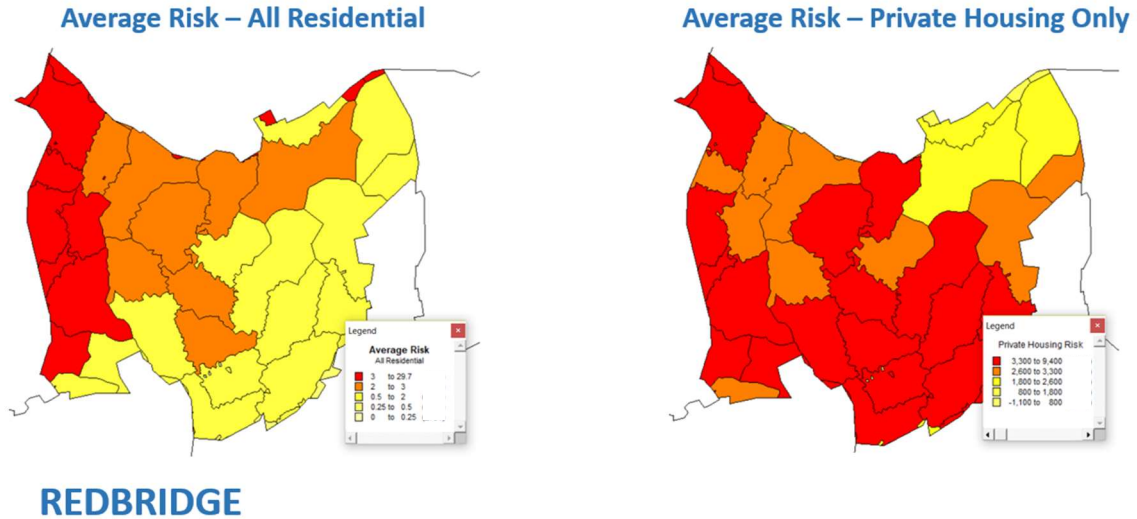 Average Risk – All Residential
Average Risk – Private Housing Only
Legend
Average Risk
All Residential
3 to 29.7
2 to 3
0.5 to 2
0.25 to 0.5
0 to 0.25
Legend
Private Housing Risk
3,300 to 9,400
2,600 to 3,300
1,800 to 2,600
800 to 1,800
-1,100 to 800
REDBRIDGE